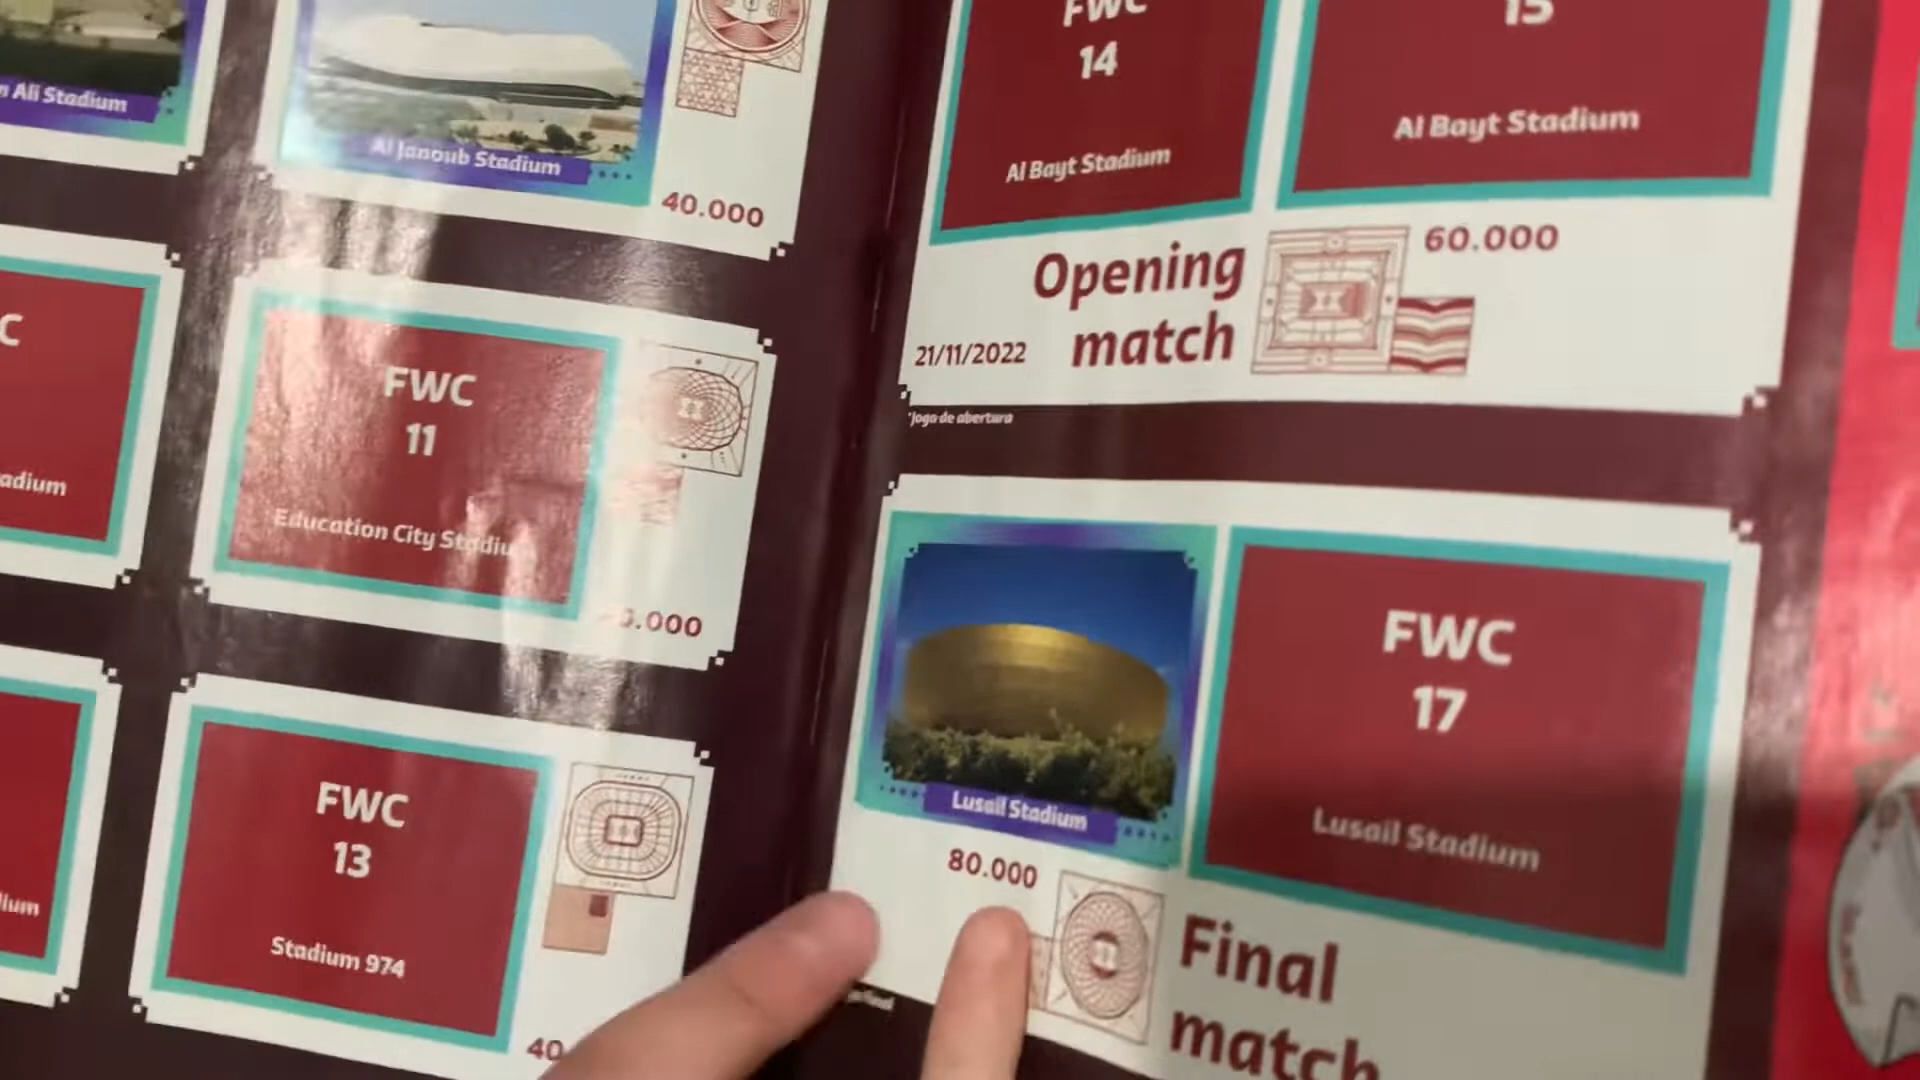 Ali Stadium
Al Janoub Stadium
40.000
C
adium
FWC
11
Education City Stadiu
.000
FWC
13
Stadium 974
40
FWC
14
Al Bayt Stadium
15
Al Bayt Stadium
60.000
Opening
match
21/11/2022
*Jogo de abertura
Lusail Stadium
80.000
FWC
17
Lusail Stadium
Final
match